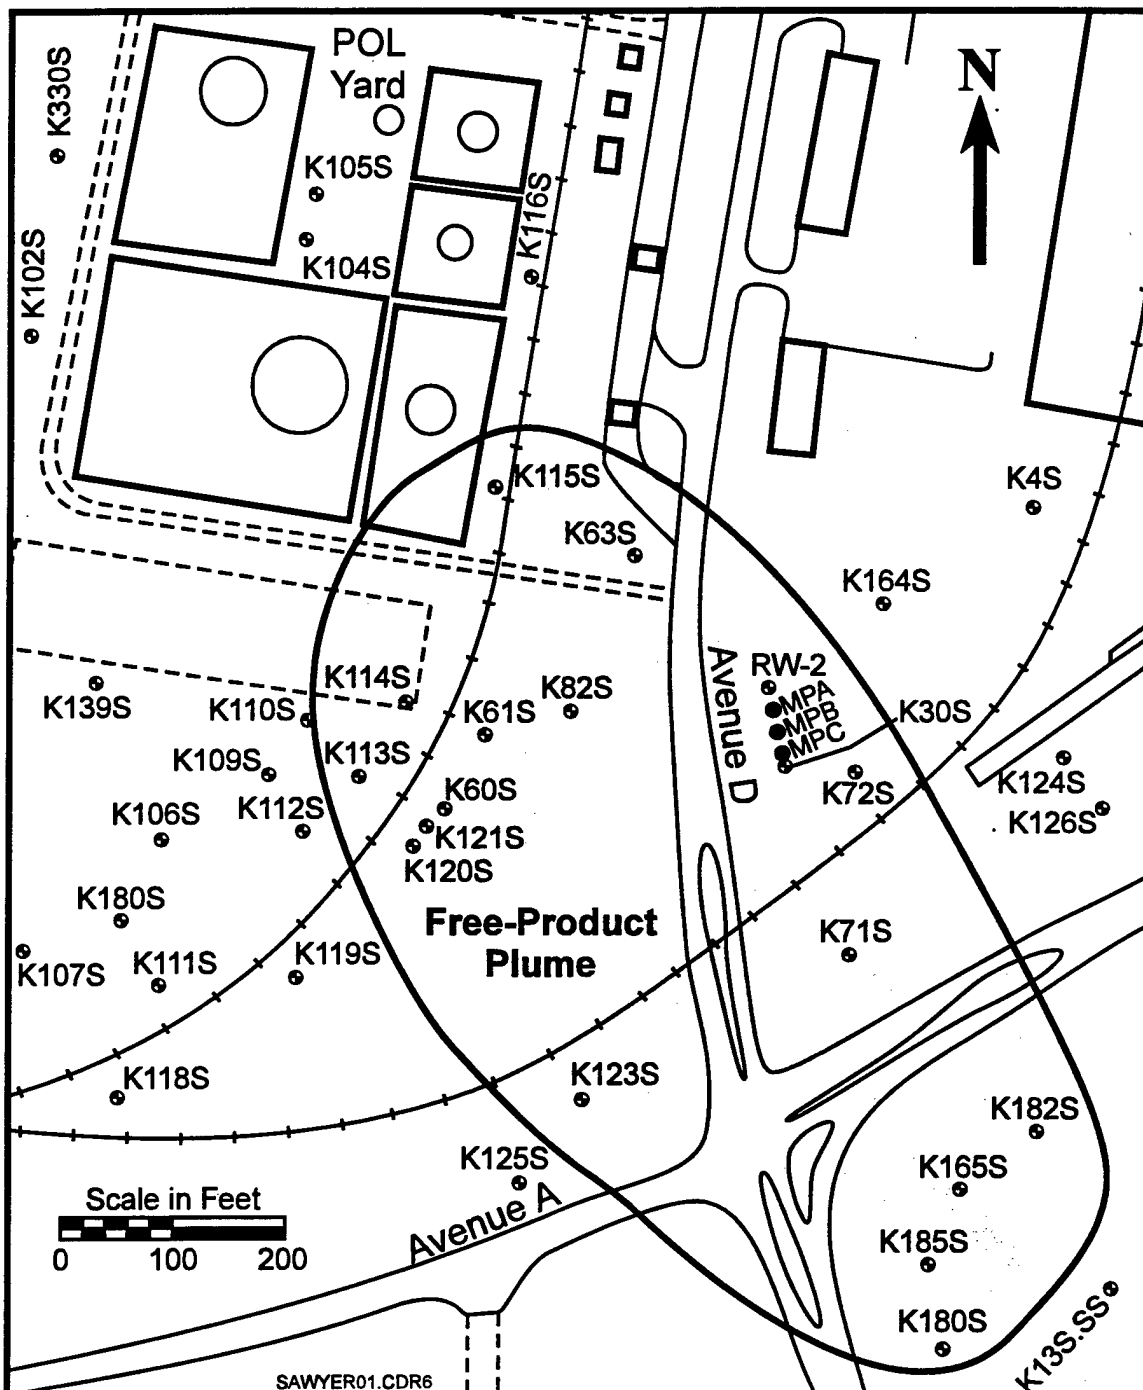 POL
Yard
N
K330S
K105S
K116S
K102S
K104S
K115S
K4S
K63S
K164S
Avenue D
RW-2
MPA
MPB
MPC
K30S
K114S
K82S
K139S
K110S
K61S
K113S
K109S
K72S
K124S
K60S
K126S
K106S
K112S
K121S
K120S
K180S
Free-Product
Plume
K71S
K107S
K111S
K119S
K118S
K123S
K182S
K125S
K165S
Scale in Feet
0 100 200
Avenue A
K185S
K180S
K13S.SS
SAWYER01.CDR6